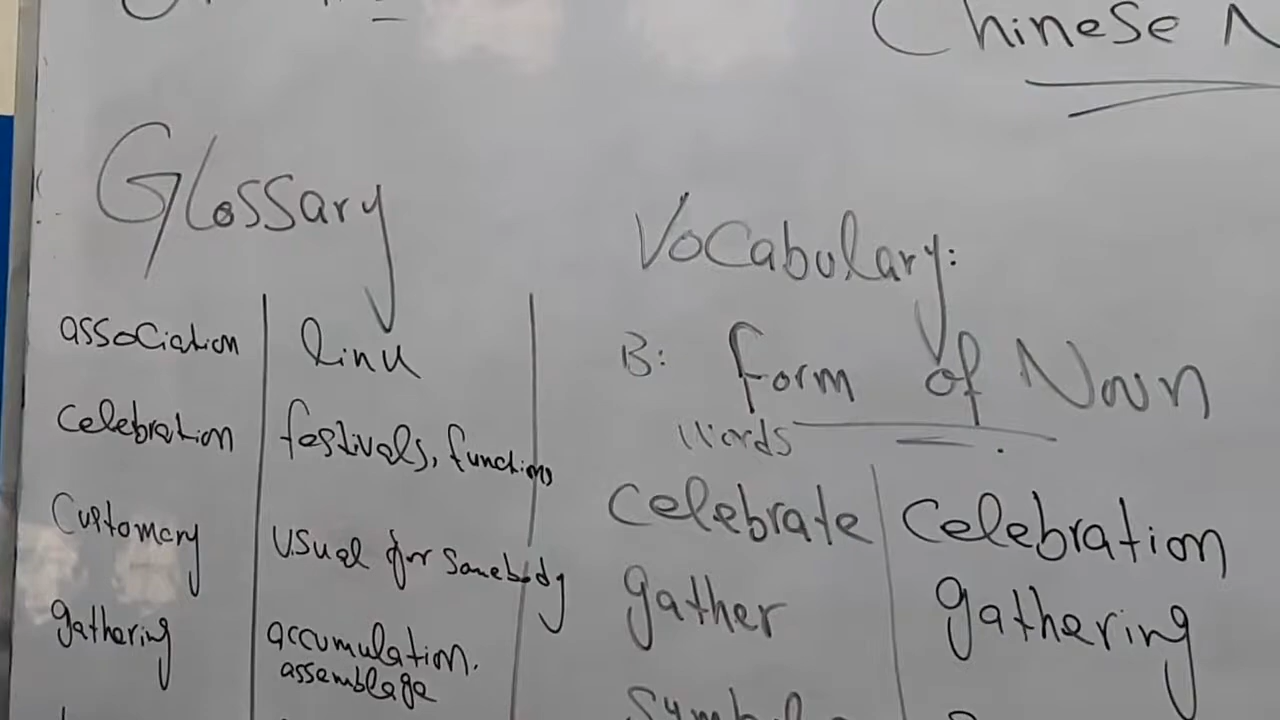 Chinese N
Glossary
association link
celebration festivals, functions
Customary usual for somebody
gathering accumulation.
assemblage
Vocabulary:
B: form of Noun
words
Celebrate Celebration
gather gathering
Symbol